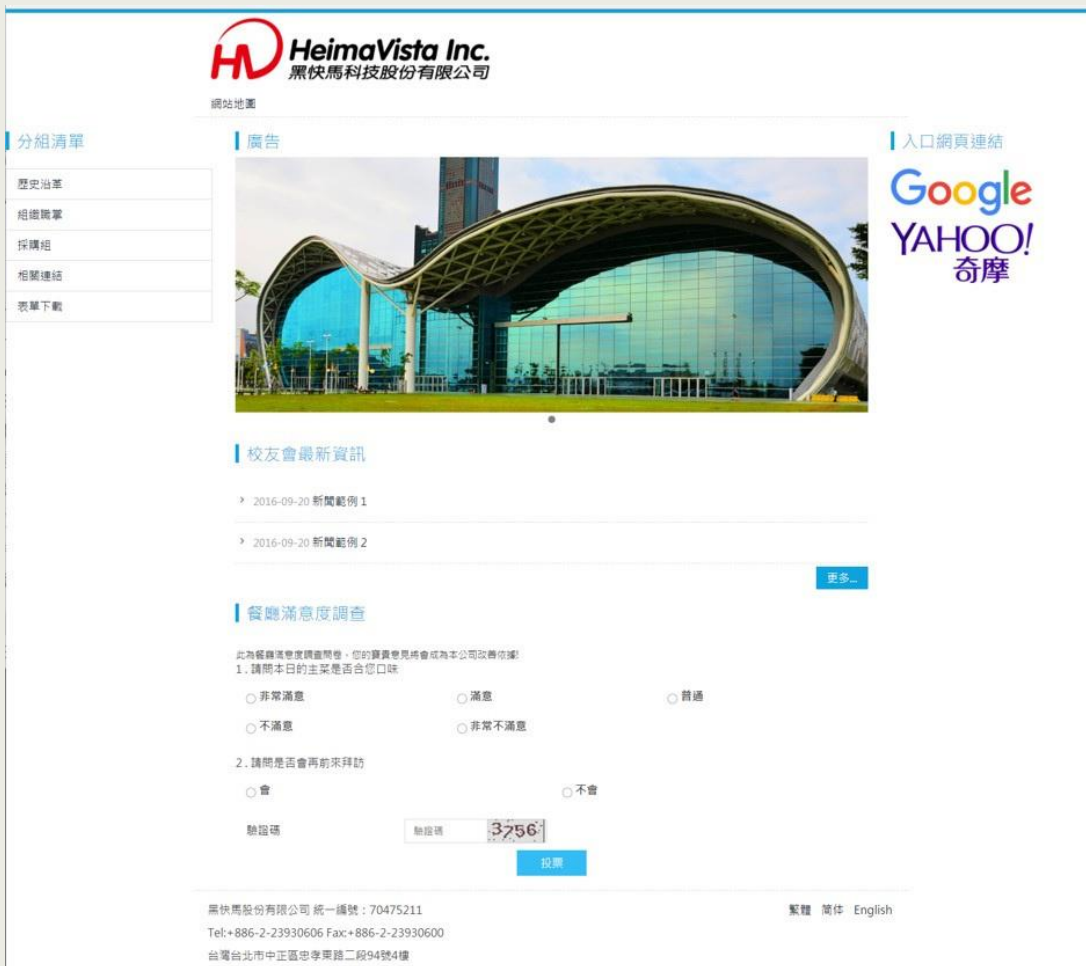 HeimaVista Inc.
黑快馬科技股份有限公司
網站地圖
分組清單
歷史沿革
組織職掌
採購組
相關連結
表單下載
廣告
入口網頁連結
Google
YAHOO!
奇摩
校友會最新資訊
2016-09-20 新聞範例 1
2016-09-20 新聞範例 2
更多...
餐廳滿意度調查
此為餐廳滿意度調查問卷，您的寶貴意見將會成為本公司改善依據!
1 . 請問本日的主菜是否合您口味
非常滿意 滿意 普通
不滿意 非常不滿意
2 . 請問是否會再前來拜訪
會 不會
驗證碼 驗證碼 3756
投票
黑快馬股份有限公司 統一編號：70475211
繁體 简体 English
Tel:+886-2-23930606 Fax:+886-2-23930600
台灣台北市中正區忠孝東路二段94號4樓